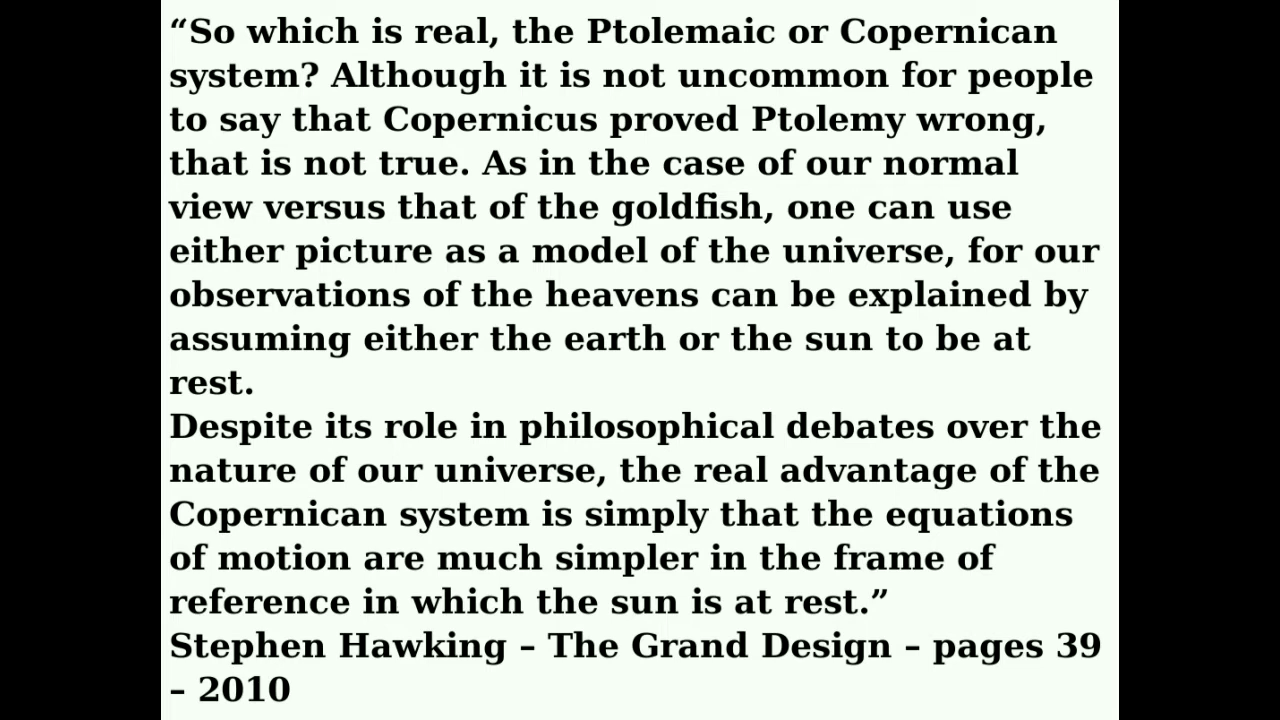 “So which is real, the Ptolemaic or Copernican
system? Although it is not uncommon for people
to say that Copernicus proved Ptolemy wrong,
that is not true. As in the case of our normal
view versus that of the goldfish, one can use
either picture as a model of the universe, for our
observations of the heavens can be explained by
assuming either the earth or the sun to be at
rest.
Despite its role in philosophical debates over the
nature of our universe, the real advantage of the
Copernican system is simply that the equations
of motion are much simpler in the frame of
reference in which the sun is at rest.”
Stephen Hawking – The Grand Design – pages 39
– 2010